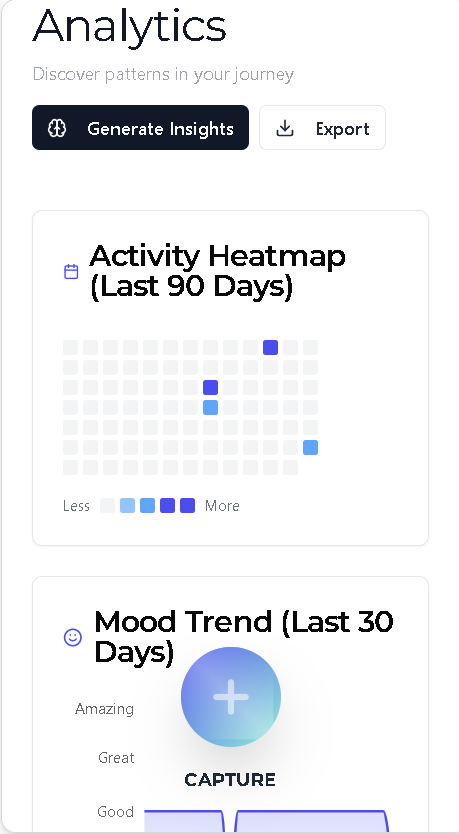 Analytics
Discover patterns in your journey
Generate Insights
Export
Activity Heatmap
(Last 90 Days)
Less
More
Mood Trend (Last 30
Days)
Amazing
Great
CAPTURE
Good